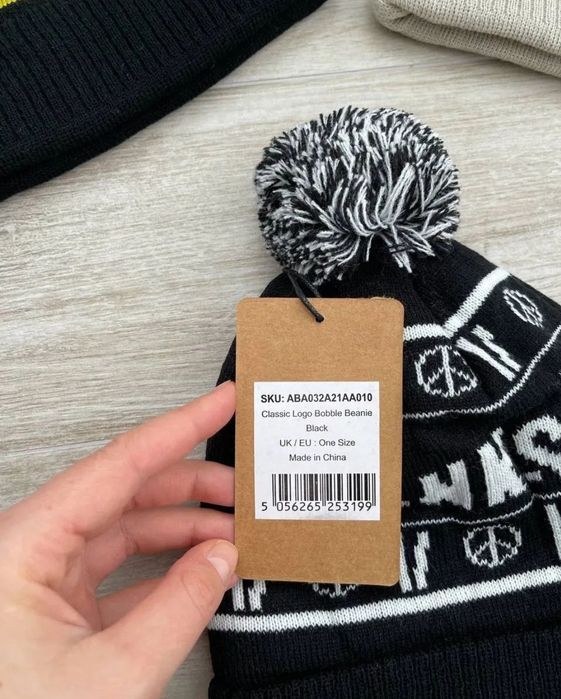 SKU: ABA032A21AA010
Classic Logo Bobble Beanie
Black
UK / EU : One Size
Made in China
5 056265 253199